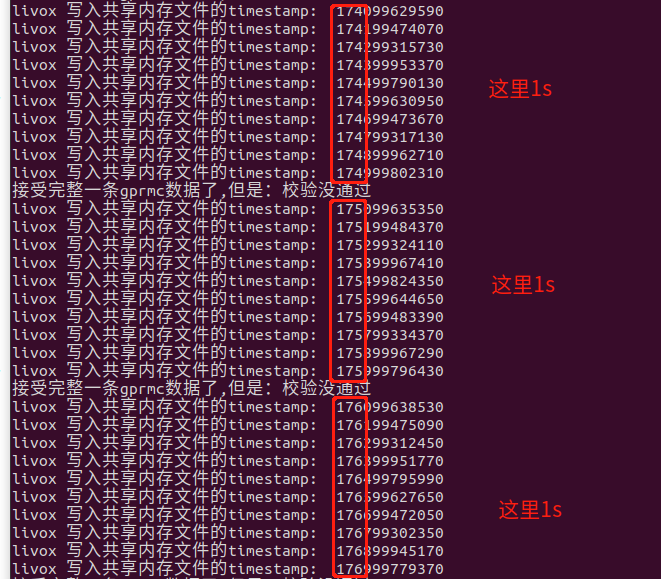 livox 写入共享内存文件的timestamp: 174099629590
livox 写入共享内存文件的timestamp: 174199474070
livox 写入共享内存文件的timestamp: 174299315730
livox 写入共享内存文件的timestamp: 174399953370
livox 写入共享内存文件的timestamp: 174499790130
这里1s
livox 写入共享内存文件的timestamp: 174599630950
livox 写入共享内存文件的timestamp: 174699473670
livox 写入共享内存文件的timestamp: 174799317130
livox 写入共享内存文件的timestamp: 174899962710
livox 写入共享内存文件的timestamp: 174999802310
接受完整一条gprmc数据了,但是: 校验没通过
livox 写入共享内存文件的timestamp: 175099635350
livox 写入共享内存文件的timestamp: 175199484370
livox 写入共享内存文件的timestamp: 175299324110
livox 写入共享内存文件的timestamp: 175399967410
livox 写入共享内存文件的timestamp: 175499824350
这里1s
livox 写入共享内存文件的timestamp: 175599644650
livox 写入共享内存文件的timestamp: 175699483390
livox 写入共享内存文件的timestamp: 175799334370
livox 写入共享内存文件的timestamp: 175899967290
livox 写入共享内存文件的timestamp: 175999796430
接受完整一条gprmc数据了,但是: 校验没通过
livox 写入共享内存文件的timestamp: 176099638530
livox 写入共享内存文件的timestamp: 176199475090
livox 写入共享内存文件的timestamp: 176299312450
livox 写入共享内存文件的timestamp: 176399951770
livox 写入共享内存文件的timestamp: 176499795990
livox 写入共享内存文件的timestamp: 176599627650
这里1s
livox 写入共享内存文件的timestamp: 176699472050
livox 写入共享内存文件的timestamp: 176799302350
livox 写入共享内存文件的timestamp: 176899945170
livox 写入共享内存文件的timestamp: 176999779370